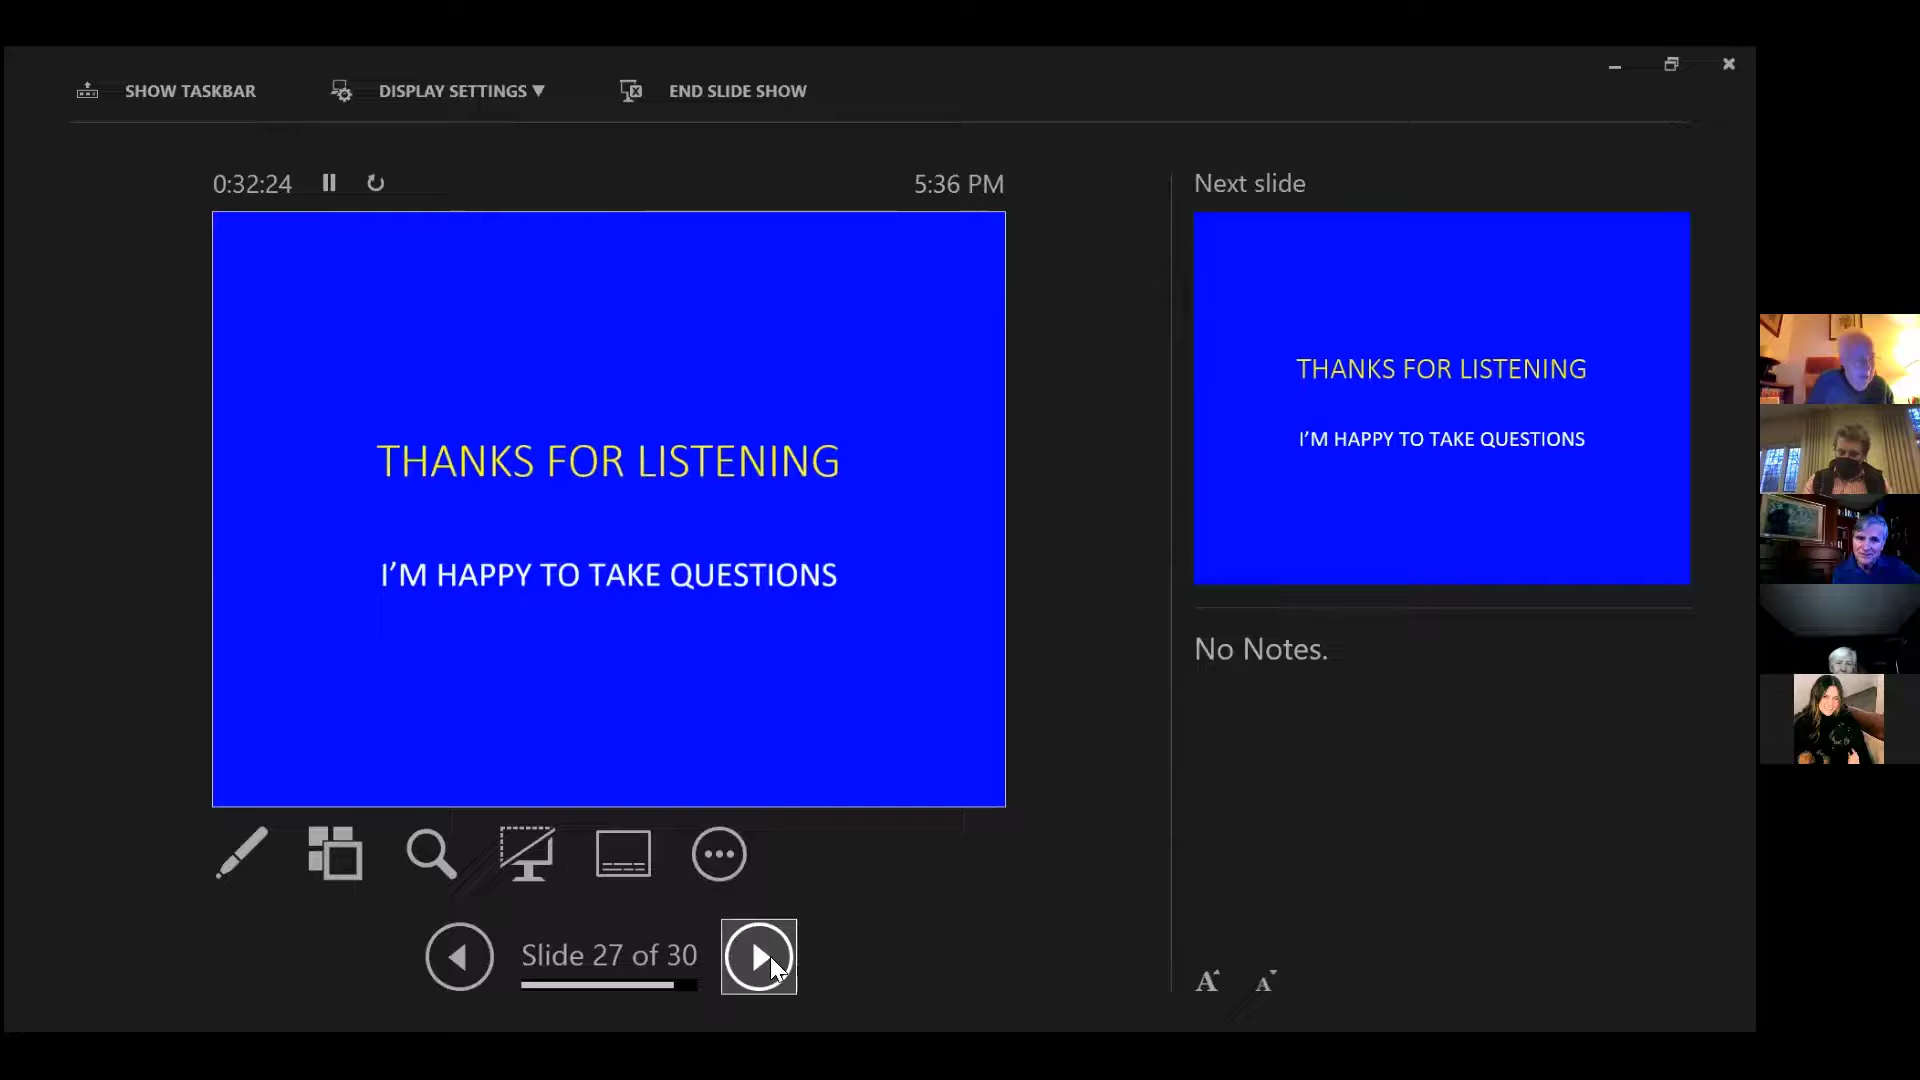 SHOW TASKBAR
DISPLAY SETTINGS ▼
END SLIDE SHOW
0:32:24
5:36 PM
THANKS FOR LISTENING
I’M HAPPY TO TAKE QUESTIONS
Slide 27 of 30
Next slide
THANKS FOR LISTENING
I’M HAPPY TO TAKE QUESTIONS
No Notes.
A A